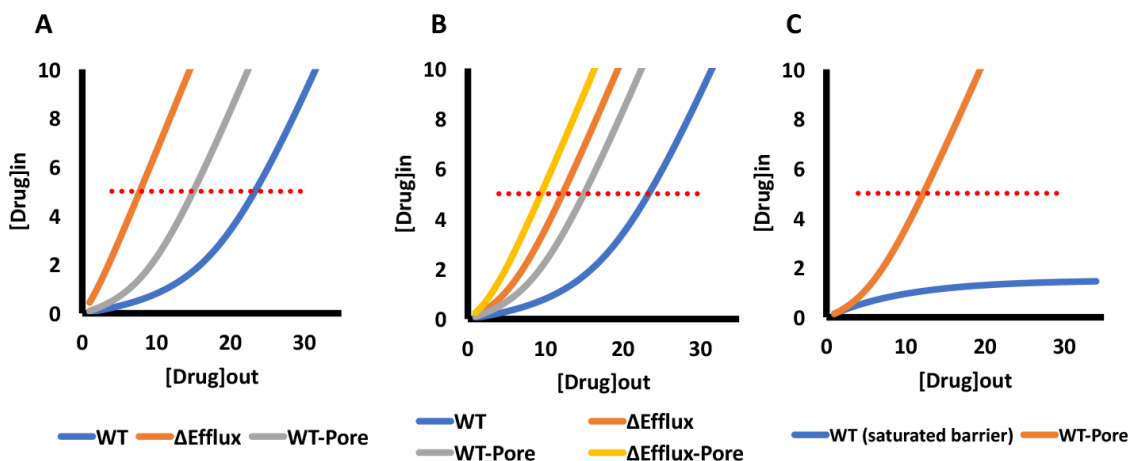 A
B
C
10
8
6
4
2
0
[Drug]in
0
10
20
30
[Drug]out
WT
ΔEfflux
WT-Pore
10
8
6
4
2
0
[Drug]in
0
10
20
30
[Drug]out
WT
ΔEfflux
WT-Pore
ΔEfflux-Pore
10
8
6
4
2
0
[Drug]in
0
10
20
30
[Drug]out
WT (saturated barrier)
WT-Pore